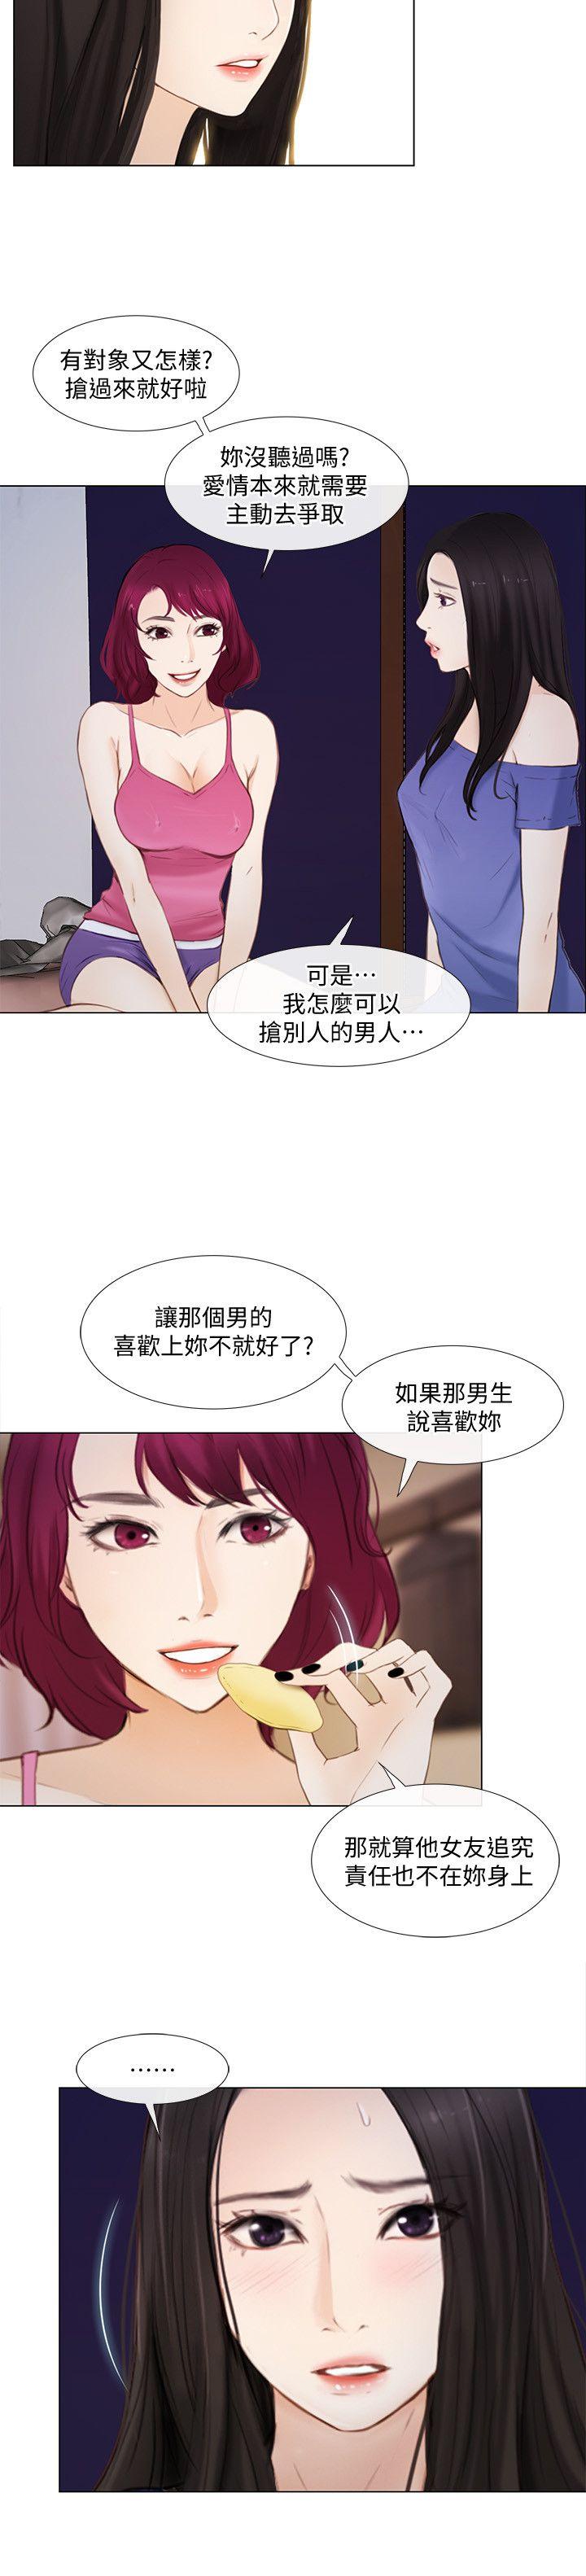 有對象又怎樣?
搶過來就好啦
妳沒聽過嗎?
愛情本來就需要
主動去爭取
可是…
我怎麼可以
搶別人的男人…
讓那個男的
喜歡上妳不就好了?
如果那男生
說喜歡妳
那就算他女友追究
責任也不在妳身上
……